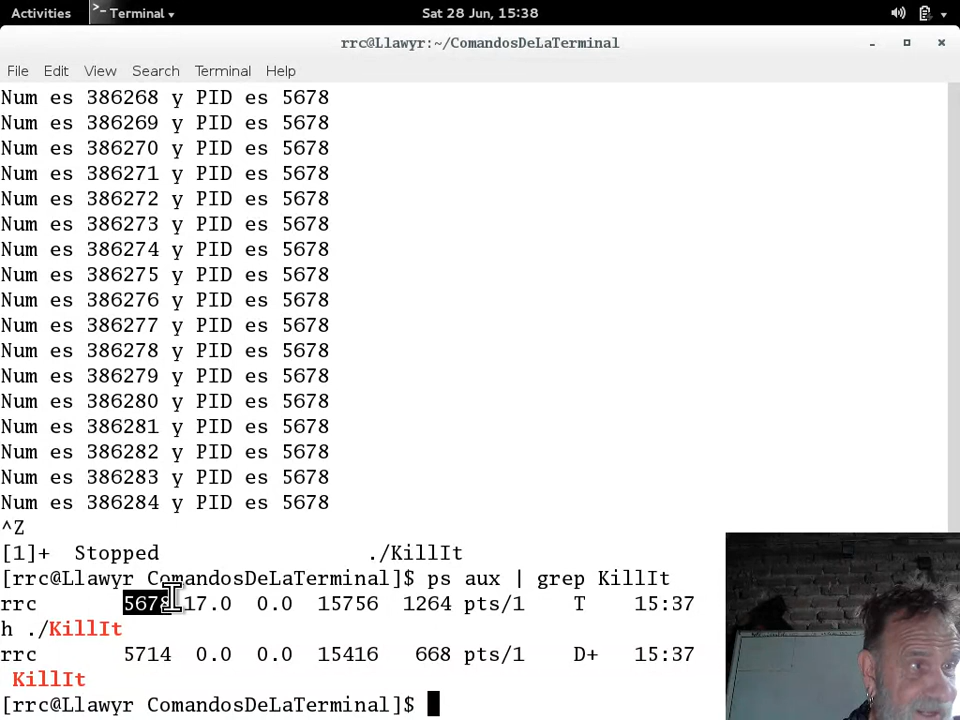 Activities >_ Terminal Sat 28 Jun, 15:38
rrc@Llawyr:~/ComandosDeLaTerminal
File Edit View Search Terminal Help
Num es 386268 y PID es 5678
Num es 386269 y PID es 5678
Num es 386270 y PID es 5678
Num es 386271 y PID es 5678
Num es 386272 y PID es 5678
Num es 386273 y PID es 5678
Num es 386274 y PID es 5678
Num es 386275 y PID es 5678
Num es 386276 y PID es 5678
Num es 386277 y PID es 5678
Num es 386278 y PID es 5678
Num es 386279 y PID es 5678
Num es 386280 y PID es 5678
Num es 386281 y PID es 5678
Num es 386282 y PID es 5678
Num es 386283 y PID es 5678
Num es 386284 y PID es 5678
^Z
[1]+ Stopped ./KillIt
[rrc@Llawyr ComandosDeLaTerminal]$ ps aux | grep KillIt
rrc 5678 17.0 0.0 15756 1264 pts/1 T 15:37
h ./KillIt
rrc 5714 0.0 0.0 15416 668 pts/1 D+ 15:37
KillIt
[rrc@Llawyr ComandosDeLaTerminal]$